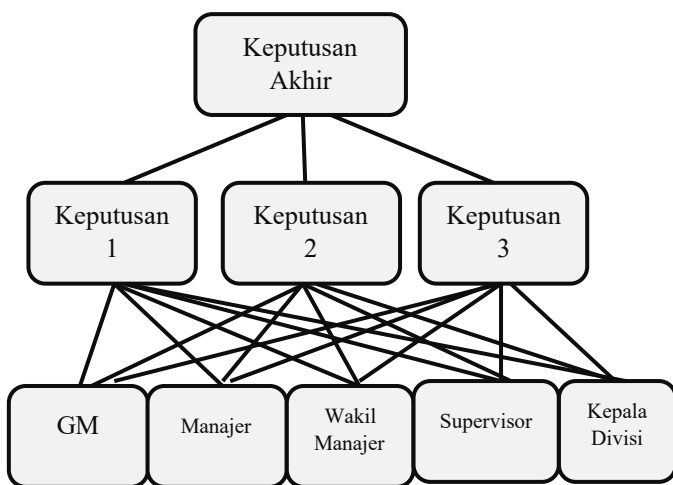 Keputusan
Akhir
Keputusan
1
Keputusan
2
Keputusan
3
GM
Manajer
Wakil
Manajer
Supervisor
Kepala
Divisi